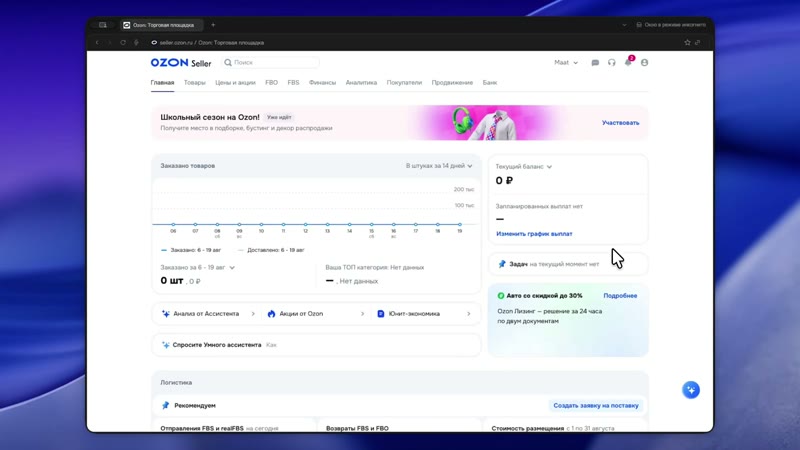 Ozon: Торговая площадка
Окно в режиме инкогнито
seller.ozon.ru / Ozon: Торговая площадка
OZON Seller
Поиск
Maat
2
Главная Товары Цены и акции FBO FBS Финансы Аналитика Покупатели Продвижение Банк
Школьный сезон на Ozon! Уже идёт
Получите место в подборке, бустинг и декор распродажи
Участвовать
Заказано товаров
В штуках за 14 дней
200 тыс
100 тыс
06 07 08 09 10 11 12 13 14 15 16 17 18 19
сб вс сб вс
Заказано: 6 - 19 авг Доставлено: 6 - 19 авг
Заказано за 6 - 19 авг
0 шт , 0 ₽
Ваша ТОП категория: Нет данных
— , Нет данных
Текущий баланс
0 ₽
Запланированных выплат нет
—
Изменить график выплат
Задач на текущий момент нет
Авто со скидкой до 30% Подробнее
Ozon Лизинг — решение за 24 часа
по двум документам
Анализ от Ассистента
Акции от Ozon
Юнит-экономика
Спросите Умного ассистента Как
Логистика
Рекомендуем
Создать заявку на поставку
Отправления FBS и realFBS на сегодня
Возвраты FBS и FBO
Стоимость размещения с 1 по 31 августа